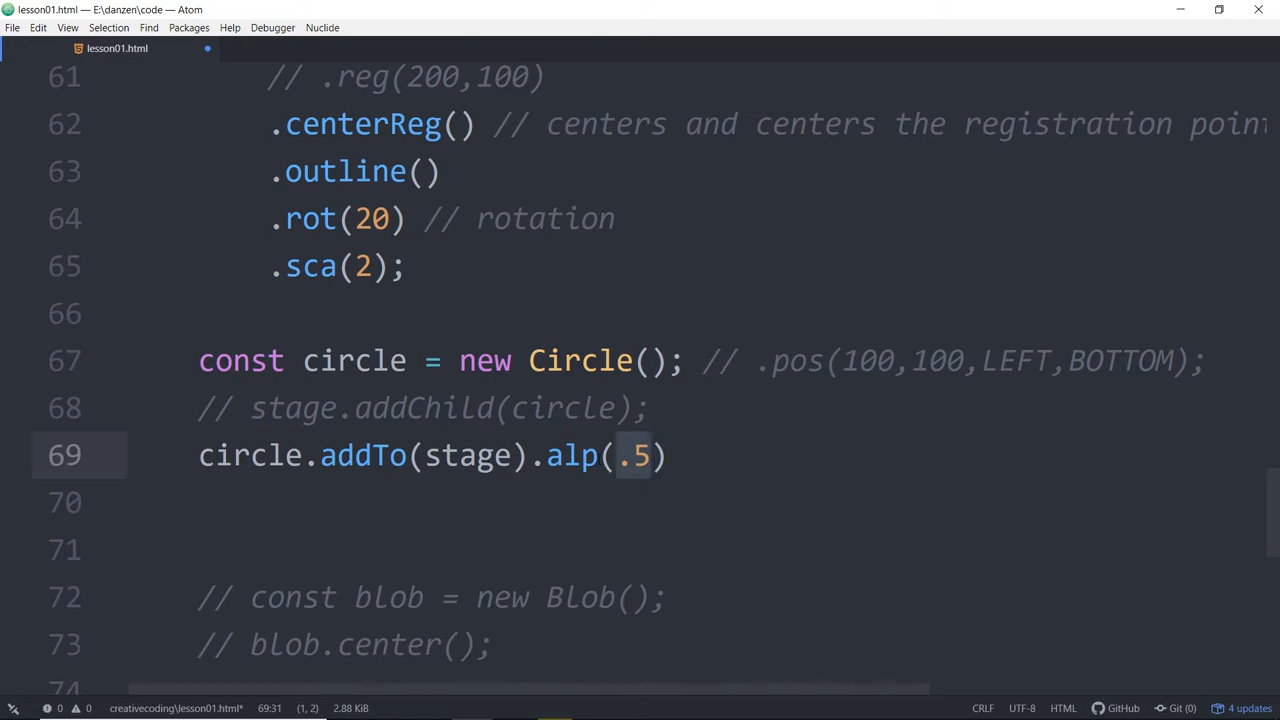 lesson01.html — E:\danzen\code — Atom
File Edit View Selection Find Packages Help Debugger Nuclide
lesson01.html
61 // .reg(200,100)
62 .centerReg() // centers and centers the registration point
63 .outline()
64 .rot(20) // rotation
65 .sca(2);
66
67 const circle = new Circle(); // .pos(100,100,LEFT,BOTTOM);
68 // stage.addChild(circle);
69 circle.addTo(stage).alp(.5)
70
71
72 // const blob = new Blob();
73 // blob.center();
74
0 0 creativecoding\lesson01.html* 69:31 (1, 2) 2.88 KiB CRLF UTF-8 HTML GitHub Git (0) 4 updates